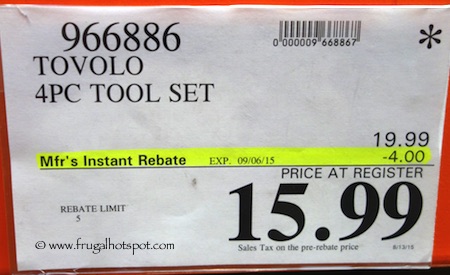 966886
0 000009 668867
*
TOVOLO
4PC TOOL SET
19.99
Mfr's Instant Rebate EXP. 09/06/15 -4.00
PRICE AT REGISTER
15.99
REBATE LIMIT
5
© www.frugalhotspot.com
Sales Tax on the pre-rebate price
8/13/15